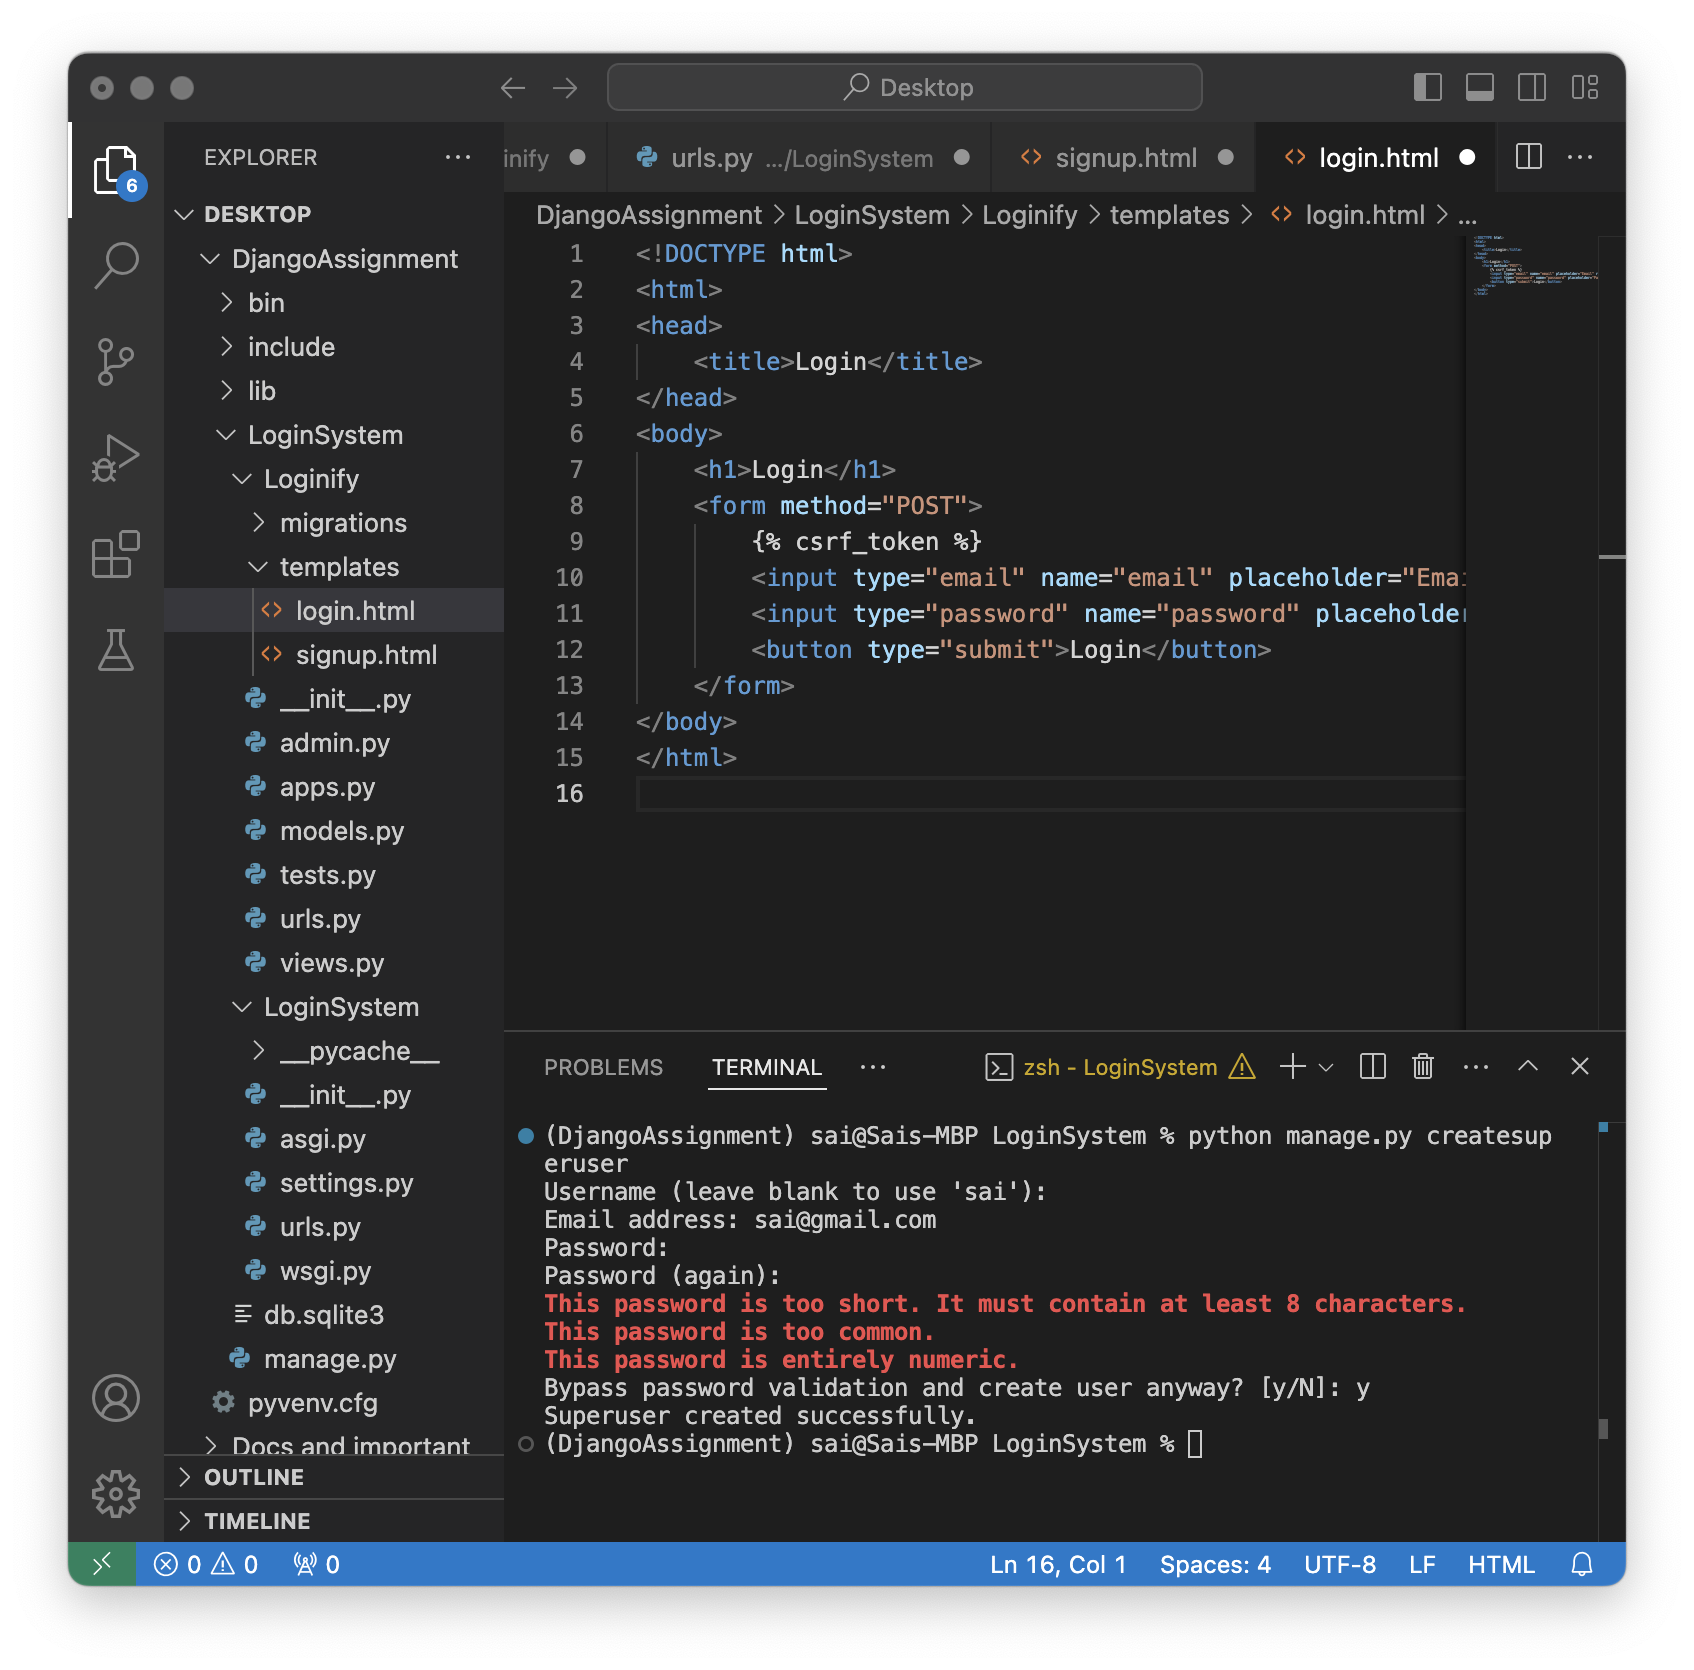 Desktop
EXPLORER
inify
urls.py .../LoginSystem
signup.html
login.html
6
DESKTOP
DjangoAssignment > LoginSystem > Loginify > templates > login.html > ...
DjangoAssignment
bin
include
lib
LoginSystem
Loginify
migrations
templates
login.html
signup.html
__init__.py
admin.py
apps.py
models.py
tests.py
urls.py
views.py
LoginSystem
__pycache__
__init__.py
asgi.py
settings.py
urls.py
wsgi.py
db.sqlite3
manage.py
pyvenv.cfg
Docs and important
OUTLINE
TIMELINE
1 <!DOCTYPE html>
2 <html>
3 <head>
4 <title>Login</title>
5 </head>
6 <body>
7 <h1>Login</h1>
8 <form method="POST">
9 {% csrf_token %}
10 <input type="email" name="email" placeholder="Emai
11 <input type="password" name="password" placeholder
12 <button type="submit">Login</button>
13 </form>
14 </body>
15 </html>
16
PROBLEMS
TERMINAL
zsh - LoginSystem
(DjangoAssignment) sai@Sais-MBP LoginSystem % python manage.py createsup
eruser
Username (leave blank to use 'sai'):
Email address: sai@gmail.com
Password:
Password (again):
This password is too short. It must contain at least 8 characters.
This password is too common.
This password is entirely numeric.
Bypass password validation and create user anyway? [y/N]: y
Superuser created successfully.
(DjangoAssignment) sai@Sais-MBP LoginSystem %
0 0 0
Ln 16, Col 1 Spaces: 4 UTF-8 LF HTML